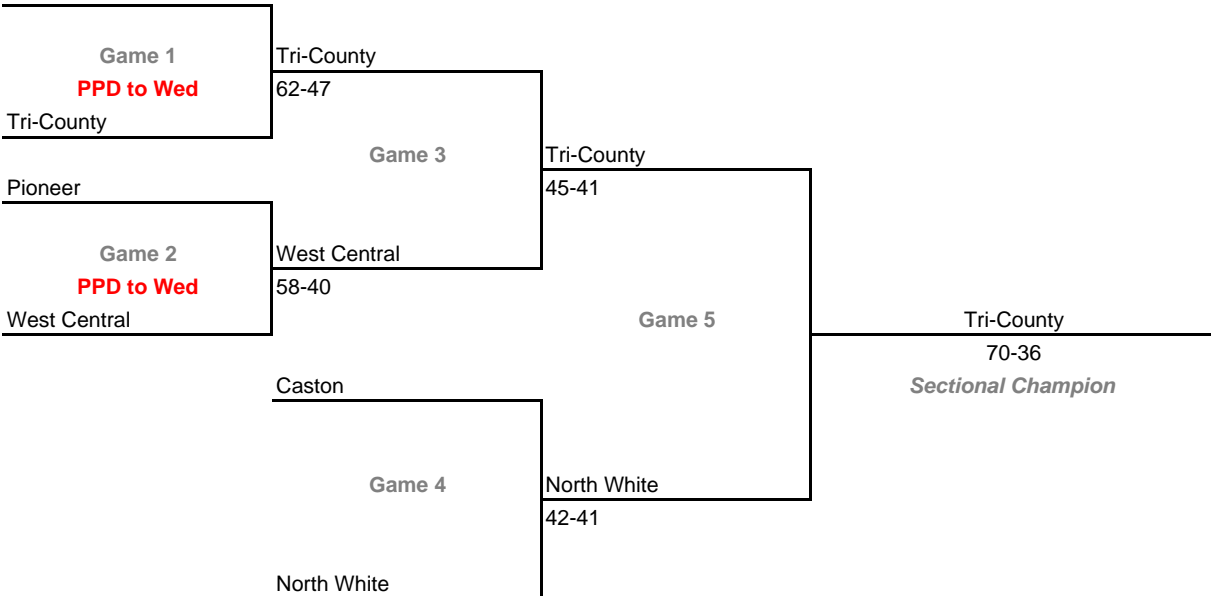 Game 1
Tri-County
PPD to Wed
62-47
Tri-County
Game 3
Tri-County
Pioneer
45-41
Game 2
West Central
PPD to Wed
58-40
West Central
Game 5
Tri-County
70-36
Caston
Sectional Champion
Game 4
North White
42-41
North White